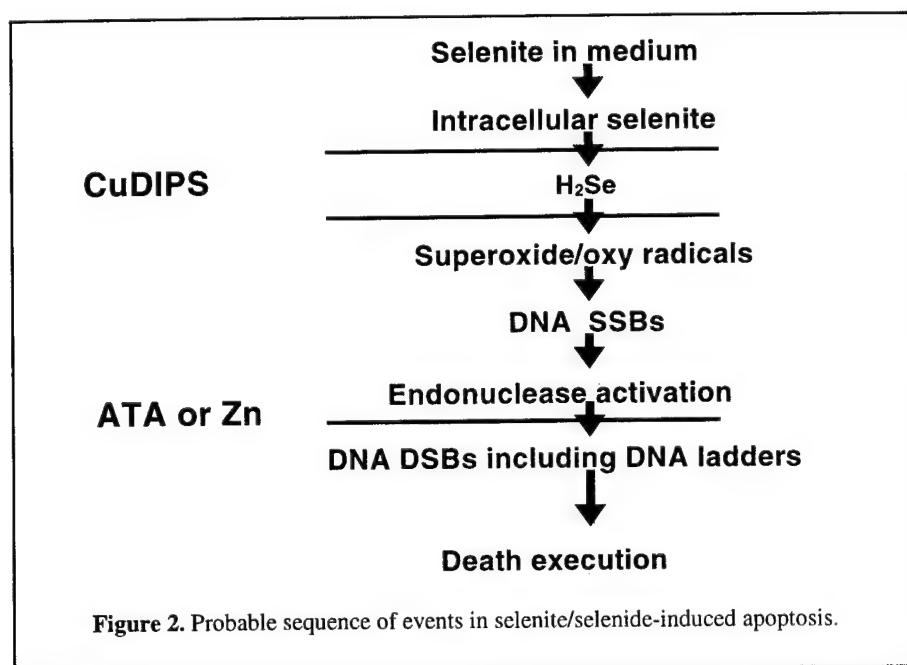 Selenite in medium
Intracellular selenite
CuDIPS
H₂Se
Superoxide/oxy radicals
DNA SSBs
Endonuclease activation
ATA or Zn
DNA DSBs including DNA ladders
Death execution
Figure 2. Probable sequence of events in selenite/selenide-induced apoptosis.